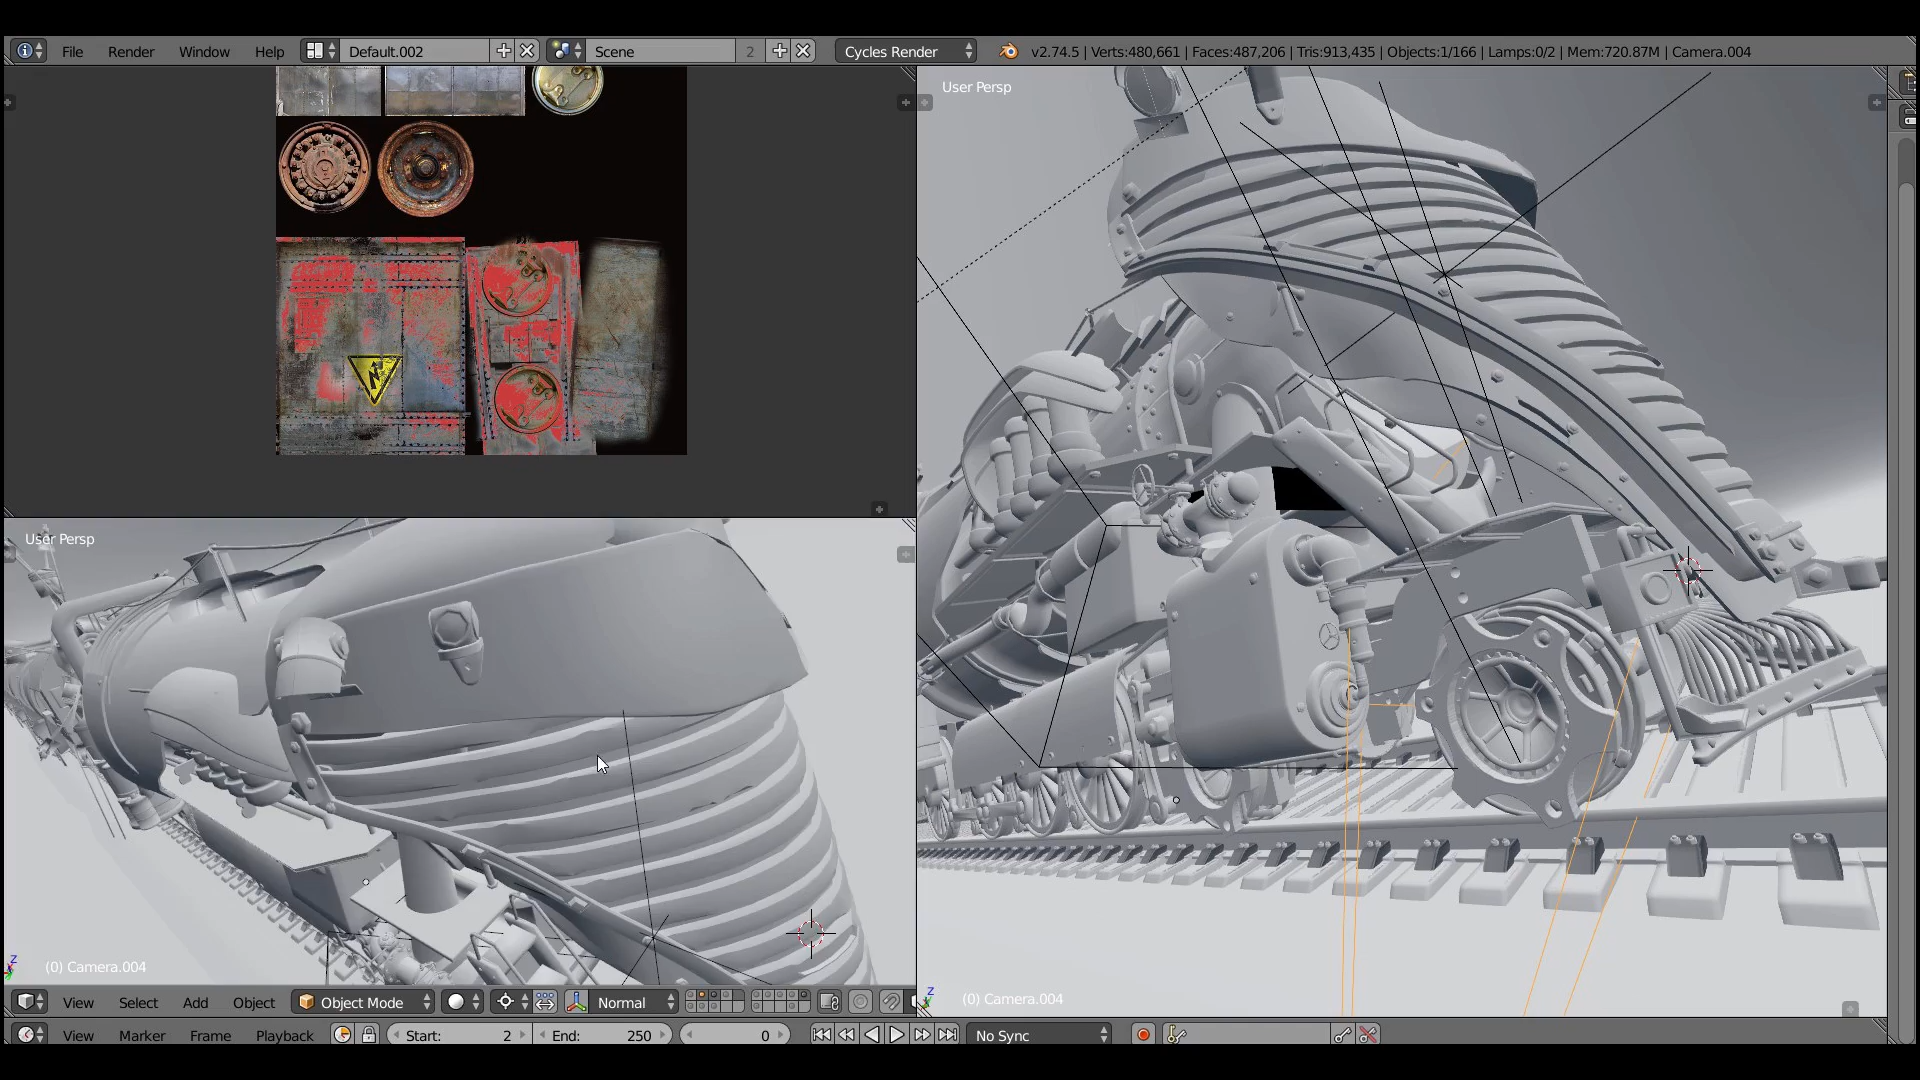 File Render Window Help Default.002 Scene 2 Cycles Render v2.74.5 | Verts:480,661 | Faces:487,206 | Tris:913,435 | Objects:1/166 | Lamps:0/2 | Mem:720.87M | Camera.004
User Persp
User Persp
(0) Camera.004
(0) Camera.004
View Select Add Object Object Mode Normal
View Marker Frame Playback Start: 2 End: 250 0 No Sync